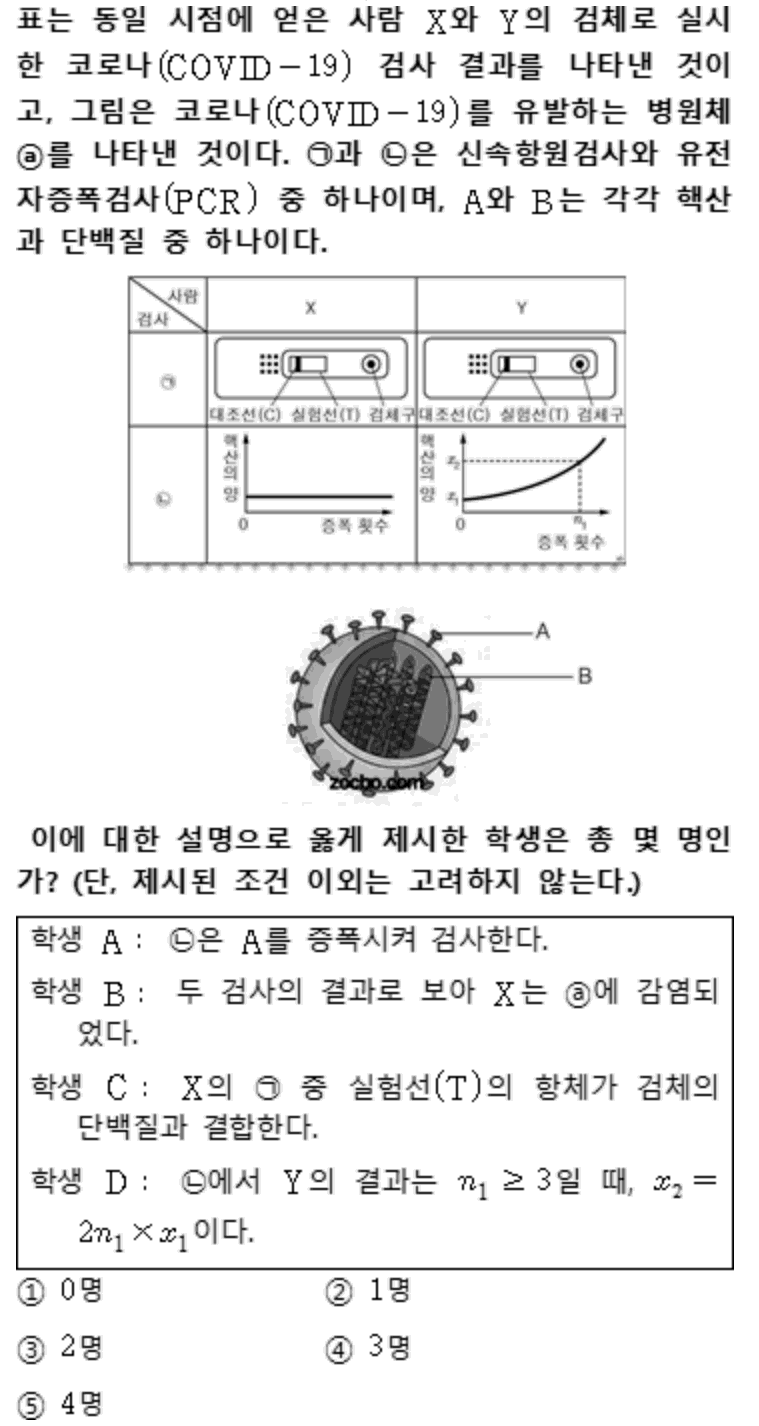 표는 동일 시점에 얻은 사람 X와 Y의 검체로 실시
한 코로나(COVID-19) 검사 결과를 나타낸 것이
고, 그림은 코로나(COVID-19)를 유발하는 병원체
ⓐ를 나타낸 것이다. ㉠과 ㉡은 신속항원검사와 유전
자증폭검사(PCR) 중 하나이며, A와 B는 각각 핵산
과 단백질 중 하나이다.
사람
검사
X
Y
㉠
대조선(C) 실험선(T) 검체구
대조선(C) 실험선(T) 검체구
㉡
핵산의 양
0
증폭 횟수
핵산의 양
x₂
x₁
0
n₁
증폭 횟수
A
B
zocbo.com
이에 대한 설명으로 옳게 제시한 학생은 총 몇 명인
가? (단, 제시된 조건 이외는 고려하지 않는다.)
학생 A : ㉡은 A를 증폭시켜 검사한다.
학생 B : 두 검사의 결과로 보아 X는 ⓐ에 감염되
었다.
학생 C : X의 ㉠ 중 실험선(T)의 항체가 검체의
단백질과 결합한다.
학생 D : ㉡에서 Y의 결과는 n₁ ≥ 3일 때, x₂ =
2n₁ × x₁이다.
① 0명 ② 1명
③ 2명 ④ 3명
⑤ 4명